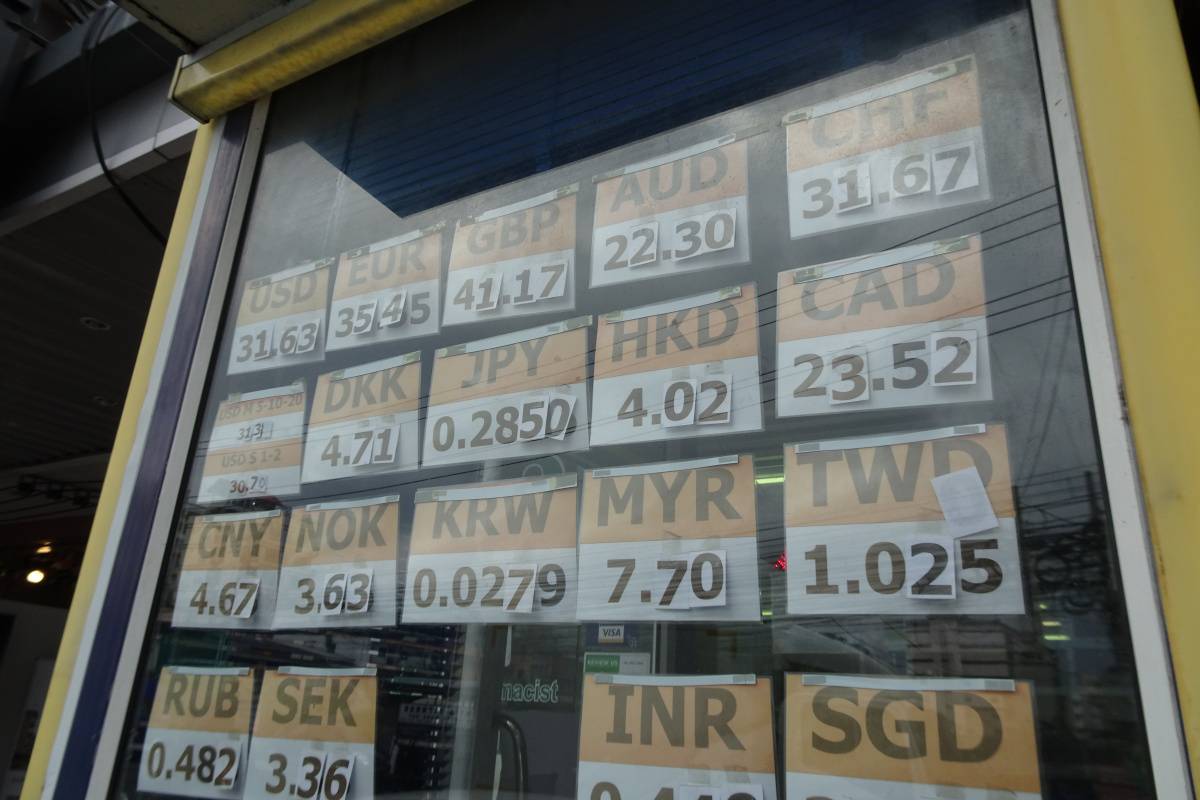 USD
31.63
EUR
35.45
GBP
41.17
AUD
22.30
CHF
31.67
USD M 5-10-20
31.31
USD S 1-2
30.70
DKK
4.71
JPY
0.2850
HKD
4.02
CAD
23.52
CNY
4.67
NOK
3.63
KRW
0.0279
MYR
7.70
TWD
1.025
VISA
REVIEW US
macist
RUB
0.482
SEK
3.36
INR
SGD